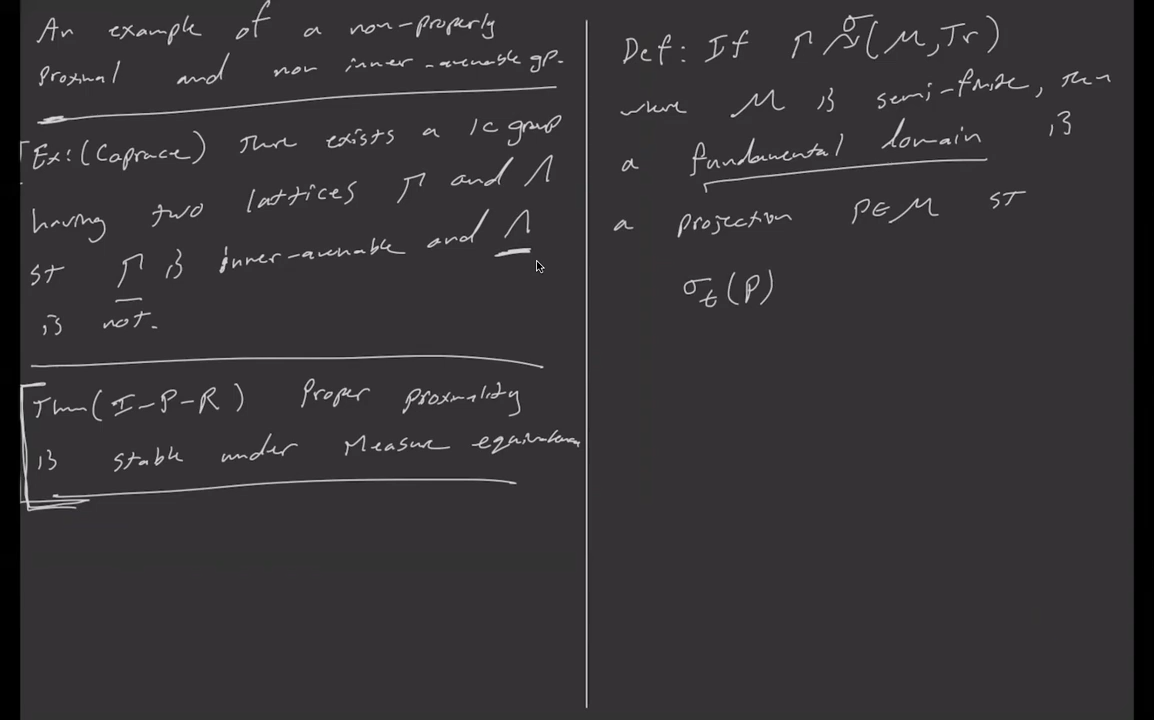 An example of a non-properly
proximal and non inner-amenable gp.
Ex: (Caprace) There exists a lc group
having two lattices Γ and Λ
st Γ is inner-amenable and Λ
is not.
Thm (I-P-R) Proper proximality
is stable under Measure equivalence
Def: If Γ ↷^σ (M, Tr)
where M is semi-finite, then
a fundamental domain is
a projection P∈M ST
σ_t(P)